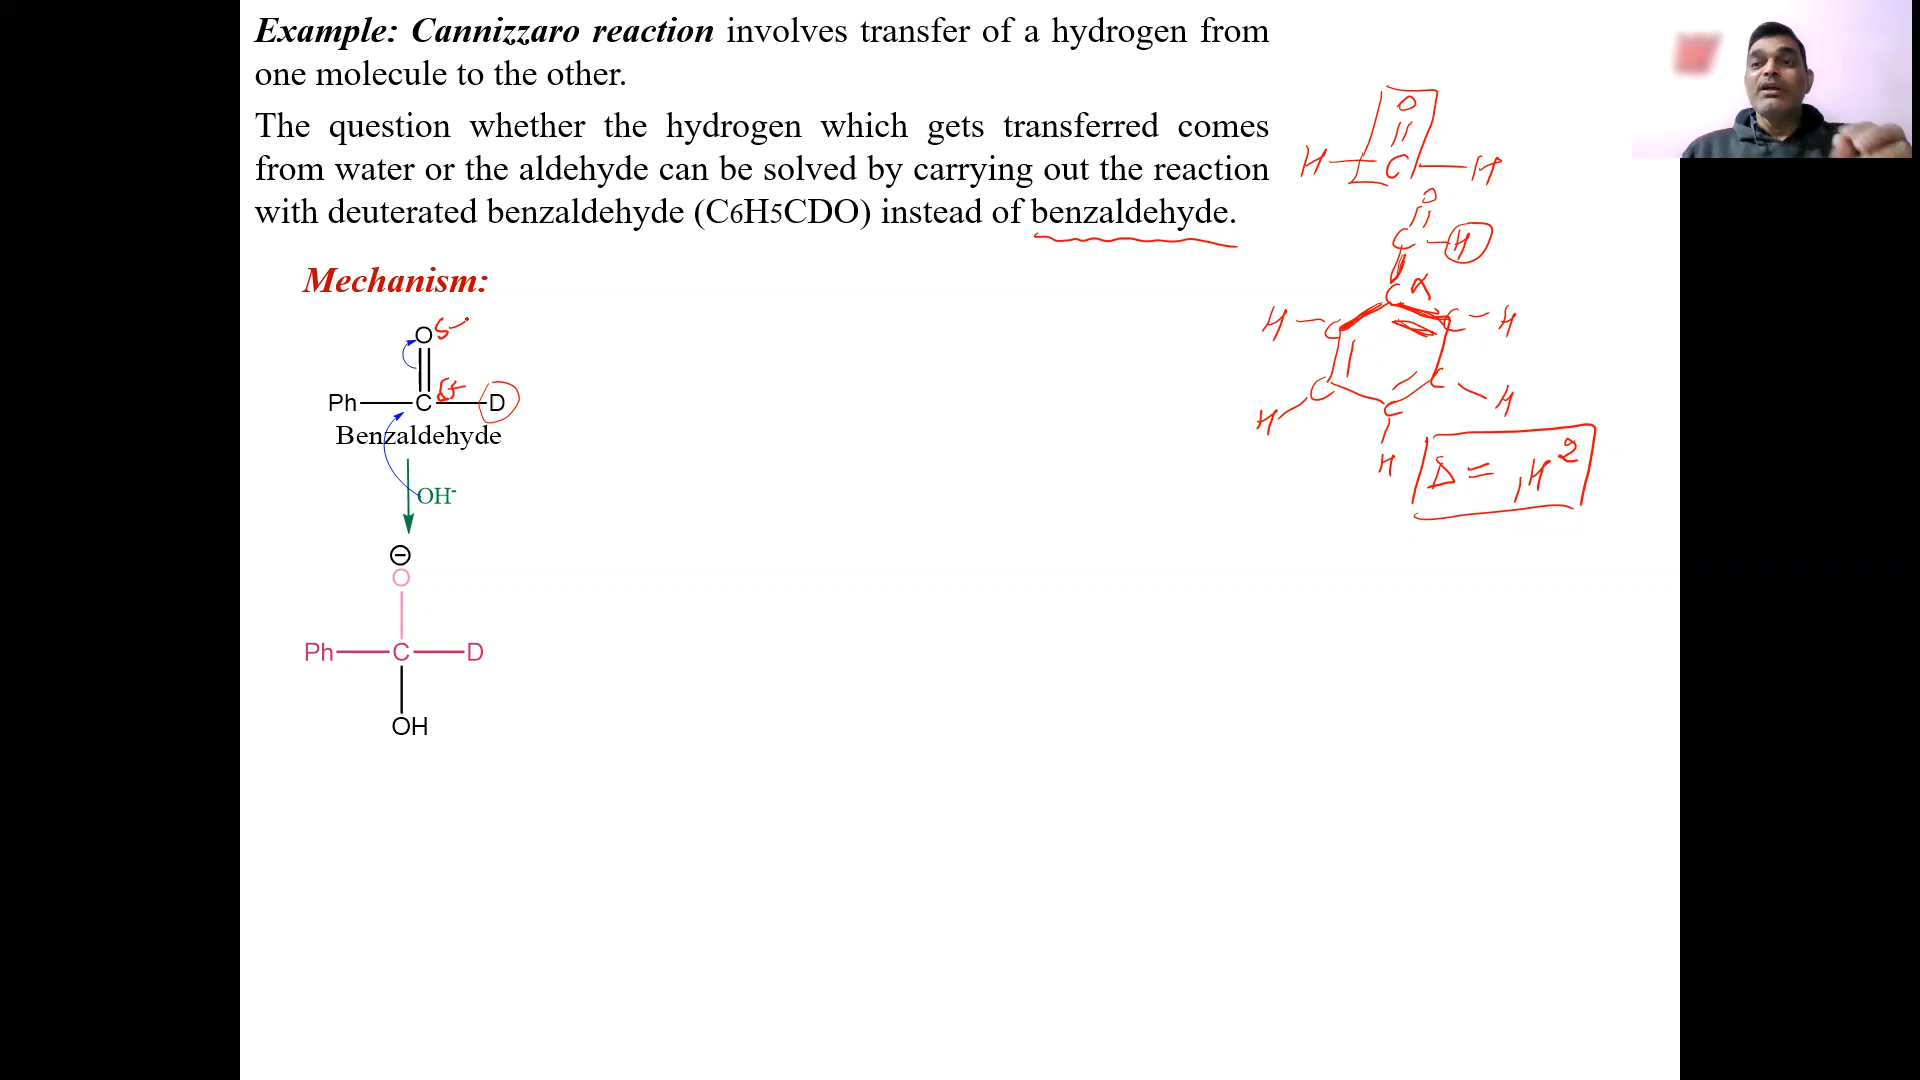 Example: Cannizzaro reaction involves transfer of a hydrogen from
one molecule to the other.
The question whether the hydrogen which gets transferred comes
from water or the aldehyde can be solved by carrying out the reaction
with deuterated benzaldehyde (C6H5CDO) instead of benzaldehyde.
O
H C H
O
C H
C α
H C C H
C C H
H C
H
D = ₁H²
Mechanism:
O δ-
δ+
Ph C D
Benzaldehyde
OH-
⊖
O
Ph C D
OH